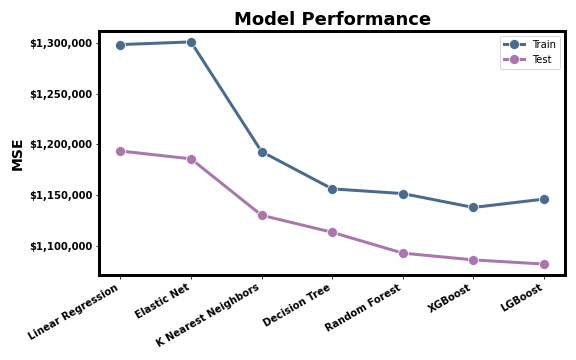 Model Performance
$1,300,000
$1,250,000
$1,200,000
$1,150,000
$1,100,000
MSE
Train
Test
Linear Regression
Elastic Net
K Nearest Neighbors
Decision Tree
Random Forest
XGBoost
LGBoost